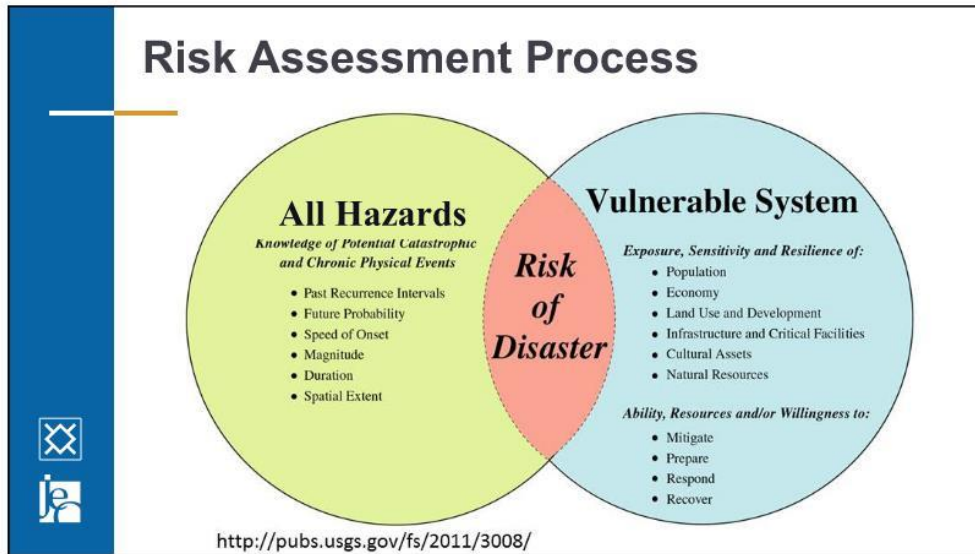 Risk Assessment Process
All Hazards
Knowledge of Potential Catastrophic
and Chronic Physical Events
• Past Recurrence Intervals
• Future Probability
• Speed of Onset
• Magnitude
• Duration
• Spatial Extent
Risk
of
Disaster
Vulnerable System
Exposure, Sensitivity and Resilience of:
• Population
• Economy
• Land Use and Development
• Infrastructure and Critical Facilities
• Cultural Assets
• Natural Resources
Ability, Resources and/or Willingness to:
• Mitigate
• Prepare
• Respond
• Recover
jeo
http://pubs.usgs.gov/fs/2011/3008/